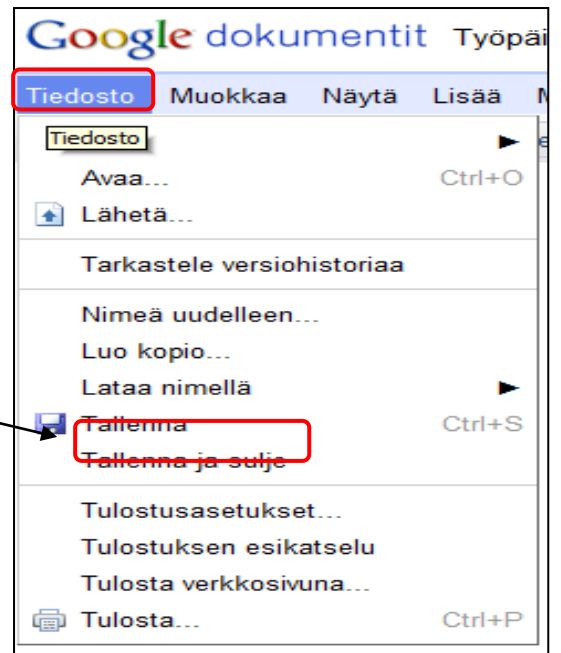 Google dokumentit Työpäi
Tiedosto Muokkaa Näytä Lisää
Tiedosto
Avaa... Ctrl+O
Lähetä...
Tarkastele versiohistoriaa
Nimeä uudelleen...
Luo kopio...
Lataa nimellä
Tallenna Ctrl+S
Tallenna ja sulje
Tulostusasetukset...
Tulostuksen esikatselu
Tulosta verkkosivuna...
Tulosta... Ctrl+P